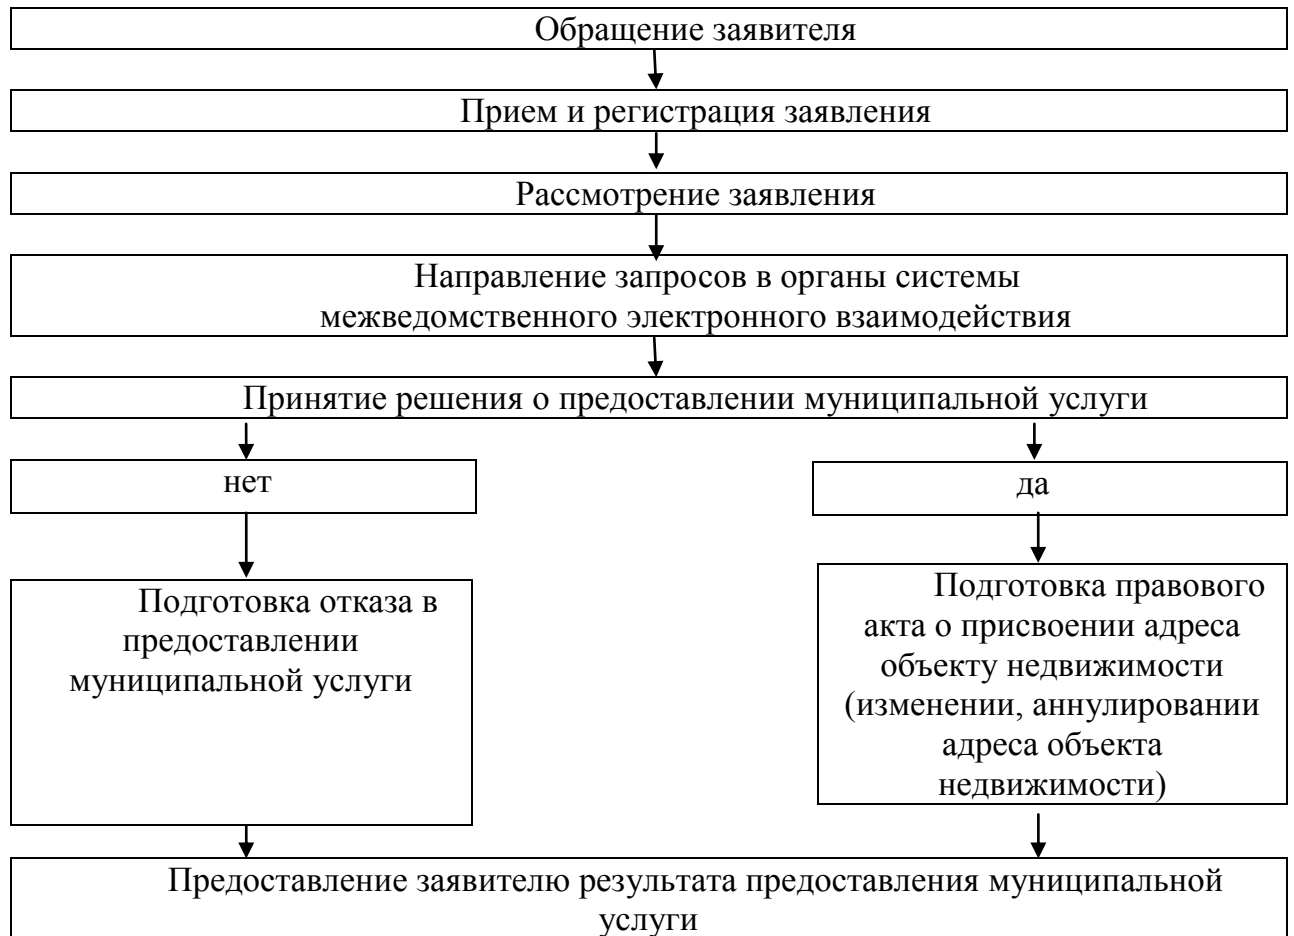 Обращение заявителя
Прием и регистрация заявления
Рассмотрение заявления
Направление запросов в органы системы
межведомственного электронного взаимодействия
Принятие решения о предоставлении муниципальной услуги
нет
да
Подготовка отказа в
предоставлении
муниципальной услуги
Подготовка правового
акта о присвоении адреса
объекту недвижимости
(изменении, аннулировании
адреса объекта
недвижимости)
Предоставление заявителю результата предоставления муниципальной
услуги